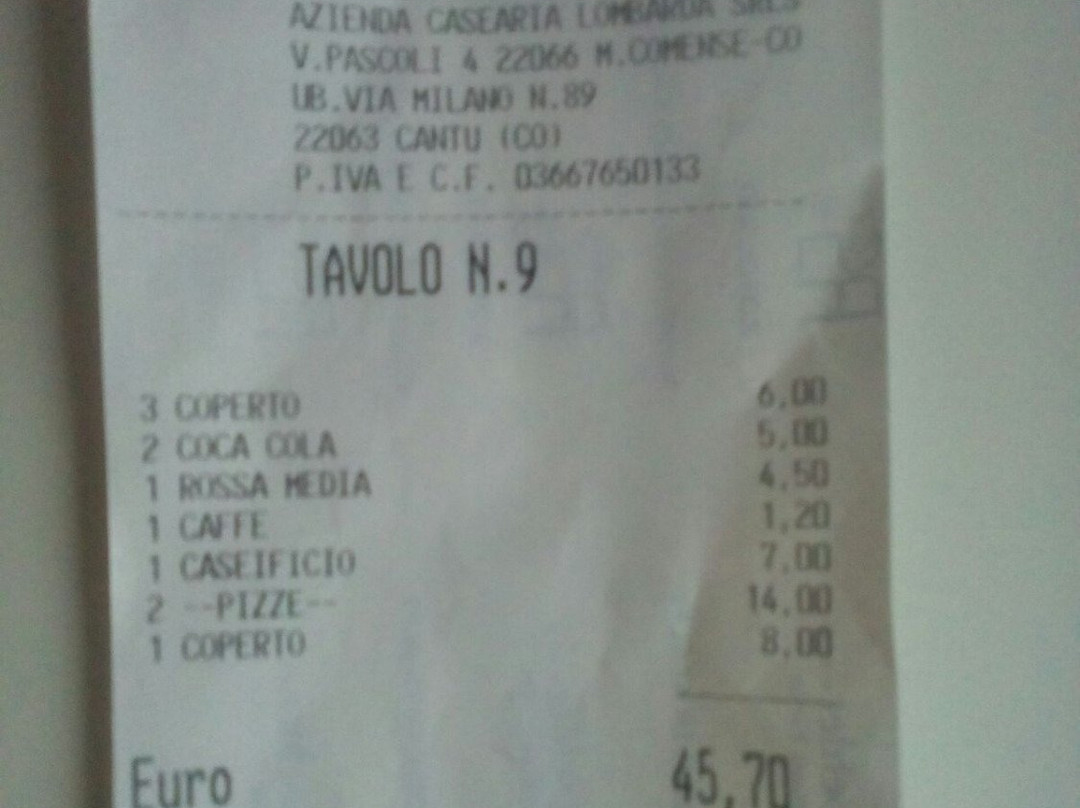 AZIENDA CASEARIA LOMBARDA SRLS
V.PASCOLI 4 22066 M.COMENSE-CO
UB.VIA MILANO N.89
22063 CANTU (CO)
P.IVA E C.F. 03667650133
TAVOLO N.9
3 COPERTO 6,00
2 COCA COLA 5,00
1 ROSSA MEDIA 4,50
1 CAFFE 1,20
1 CASEIFICIO 7,00
2 --PIZZE-- 14,00
1 COPERTO 8,00
Euro 45,70